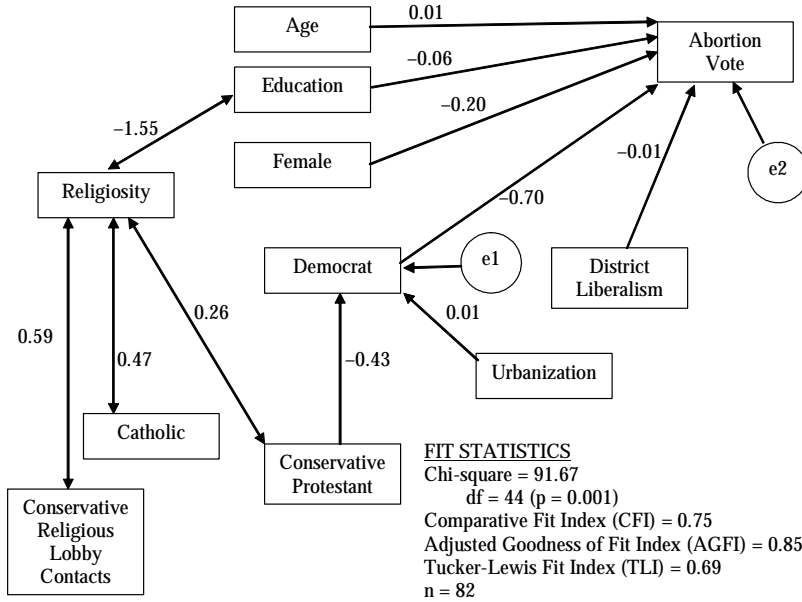 Age
0.01
Abortion
Vote
Education
−0.06
−1.55
−0.20
Female
Religiosity
−0.01
e2
−0.70
Democrat
e1
District
Liberalism
0.59
0.26
0.01
0.47
−0.43
Urbanization
Catholic
Conservative
Protestant
Conservative
Religious
Lobby
Contacts
FIT STATISTICS
Chi-square = 91.67
df = 44 (p = 0.001)
Comparative Fit Index (CFI) = 0.75
Adjusted Goodness of Fit Index (AGFI) = 0.85
Tucker-Lewis Fit Index (TLI) = 0.69
n = 82